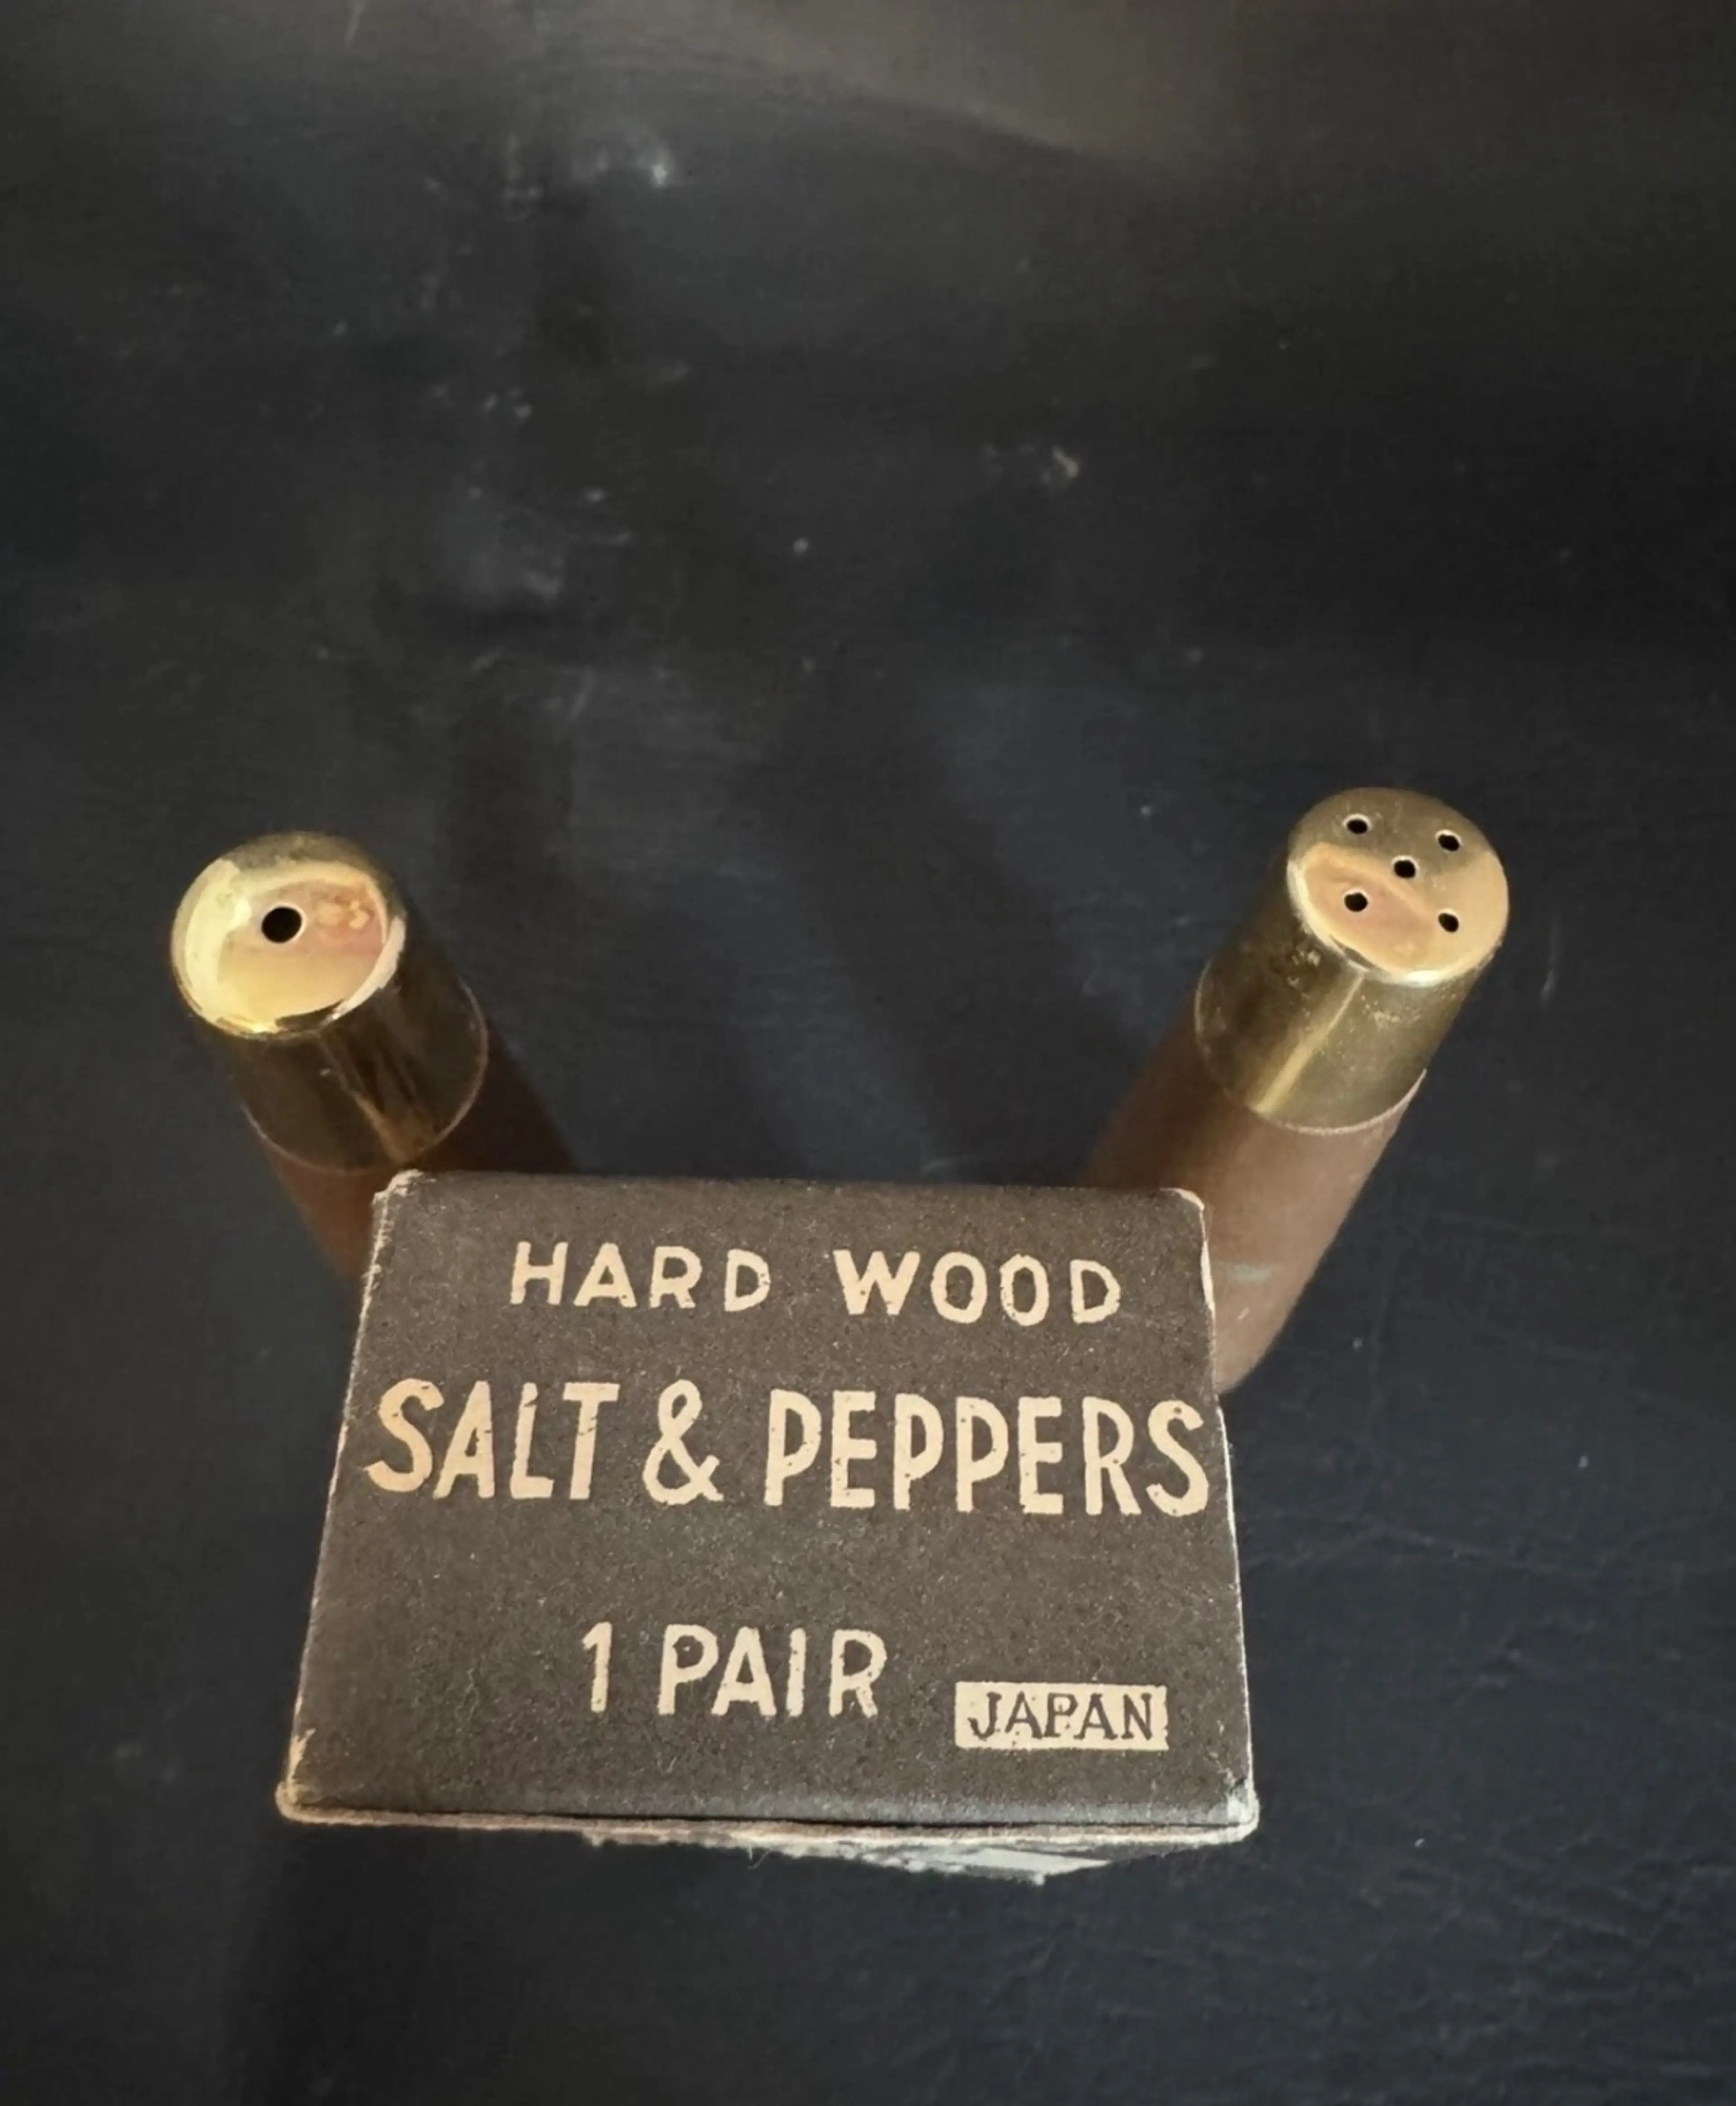 HARD WOOD
SALT & PEPPERS
1 PAIR
JAPAN